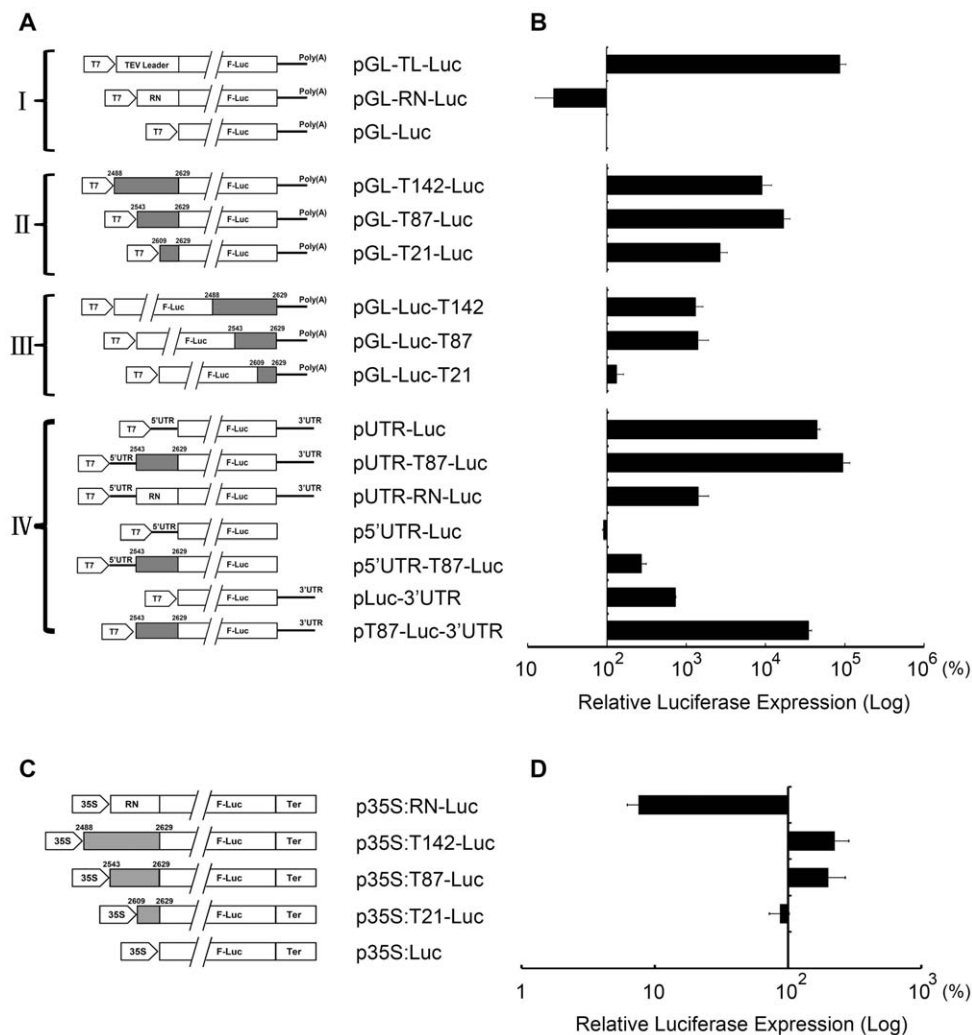 A
B
I
T7 TEV Leader F-Luc Poly(A) pGL-TL-Luc
T7 RN F-Luc Poly(A) pGL-RN-Luc
T7 F-Luc Poly(A) pGL-Luc
II
T7 2488 2629 F-Luc Poly(A) pGL-T142-Luc
T7 2543 2629 F-Luc Poly(A) pGL-T87-Luc
T7 2609 2629 F-Luc Poly(A) pGL-T21-Luc
III
T7 F-Luc 2488 2629 Poly(A) pGL-Luc-T142
T7 F-Luc 2543 2629 Poly(A) pGL-Luc-T87
T7 F-Luc 2609 2629 Poly(A) pGL-Luc-T21
IV
T7 5'UTR F-Luc 3'UTR pUTR-Luc
T7 5'UTR 2543 2629 F-Luc 3'UTR pUTR-T87-Luc
T7 5'UTR RN F-Luc 3'UTR pUTR-RN-Luc
T7 5'UTR F-Luc p5'UTR-Luc
T7 5'UTR 2543 2629 F-Luc p5'UTR-T87-Luc
T7 F-Luc 3'UTR pLuc-3'UTR
T7 2543 2629 F-Luc 3'UTR pT87-Luc-3'UTR
10 10² 10³ 10⁴ 10⁵ 10⁶ (%)
Relative Luciferase Expression (Log)
C
D
35S RN F-Luc Ter p35S:RN-Luc
35S 2488 2629 F-Luc Ter p35S:T142-Luc
35S 2543 2629 F-Luc Ter p35S:T87-Luc
35S 2609 2629 F-Luc Ter p35S:T21-Luc
35S F-Luc Ter p35S:Luc
1 10 10² 10³ (%)
Relative Luciferase Expression (Log)